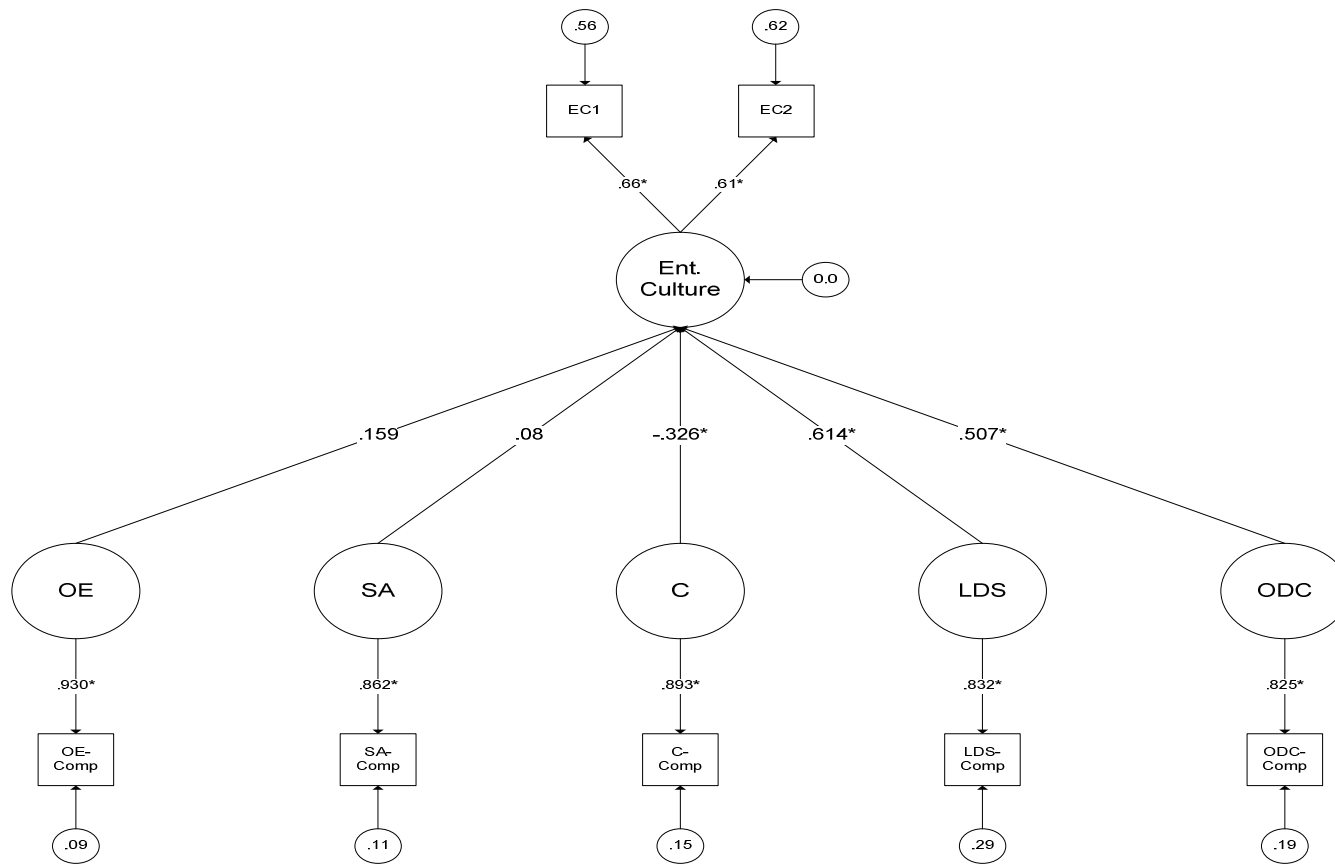 .56
.62
EC1
EC2
.66*
.61*
Ent.
Culture
0.0
.159
.08
-.326*
.614*
.507*
OE
SA
C
LDS
ODC
.930*
.862*
.893*
.832*
.825*
OE-
Comp
SA-
Comp
C-
Comp
LDS-
Comp
ODC-
Comp
.09
.11
.15
.29
.19